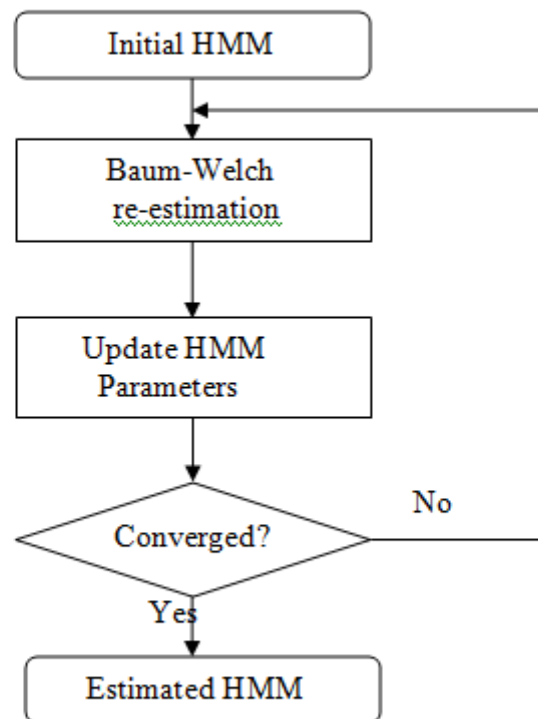 Initial HMM
Baum-Welch
re-estimation
Update HMM
Parameters
Converged?
No
Yes
Estimated HMM